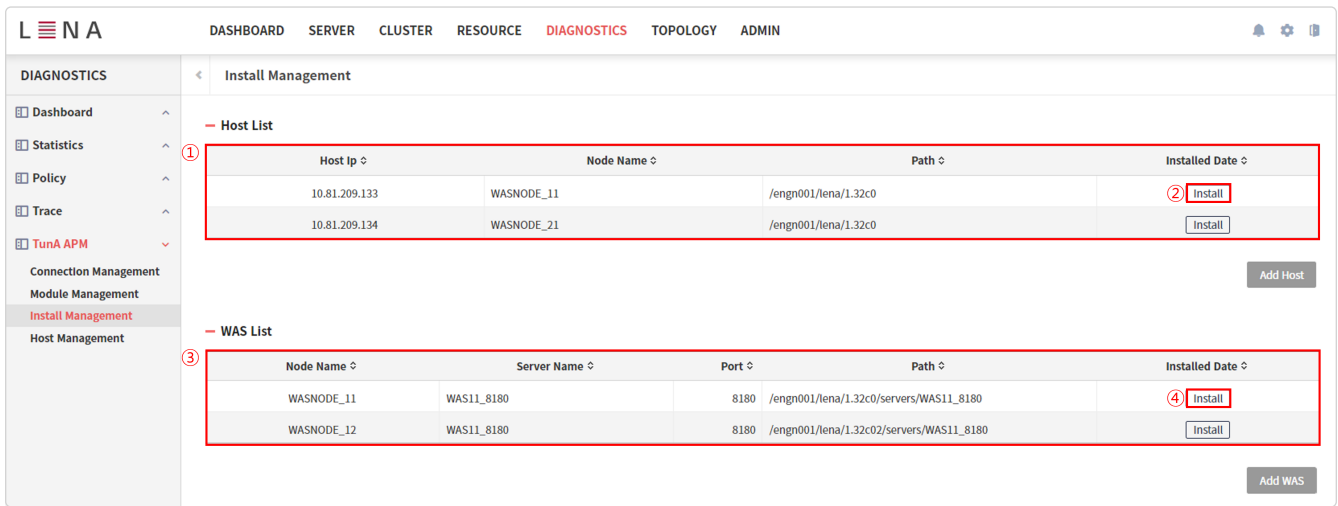 LENA DASHBOARD SERVER CLUSTER RESOURCE DIAGNOSTICS TOPOLOGY ADMIN
DIAGNOSTICS
Install Management
Dashboard
Statistics
Policy
Trace
TunA APM
Connection Management
Module Management
Install Management
Host Management
Host List
①
Host Ip Node Name Path Installed Date
10.81.209.133 WASNODE_11 /engn001/lena/1.32c0 ② Install
10.81.209.134 WASNODE_21 /engn001/lena/1.32c0 Install
Add Host
WAS List
③
Node Name Server Name Port Path Installed Date
WASNODE_11 WAS11_8180 8180 /engn001/lena/1.32c0/servers/WAS11_8180 ④ Install
WASNODE_12 WAS11_8180 8180 /engn001/lena/1.32c02/servers/WAS11_8180 Install
Add WAS